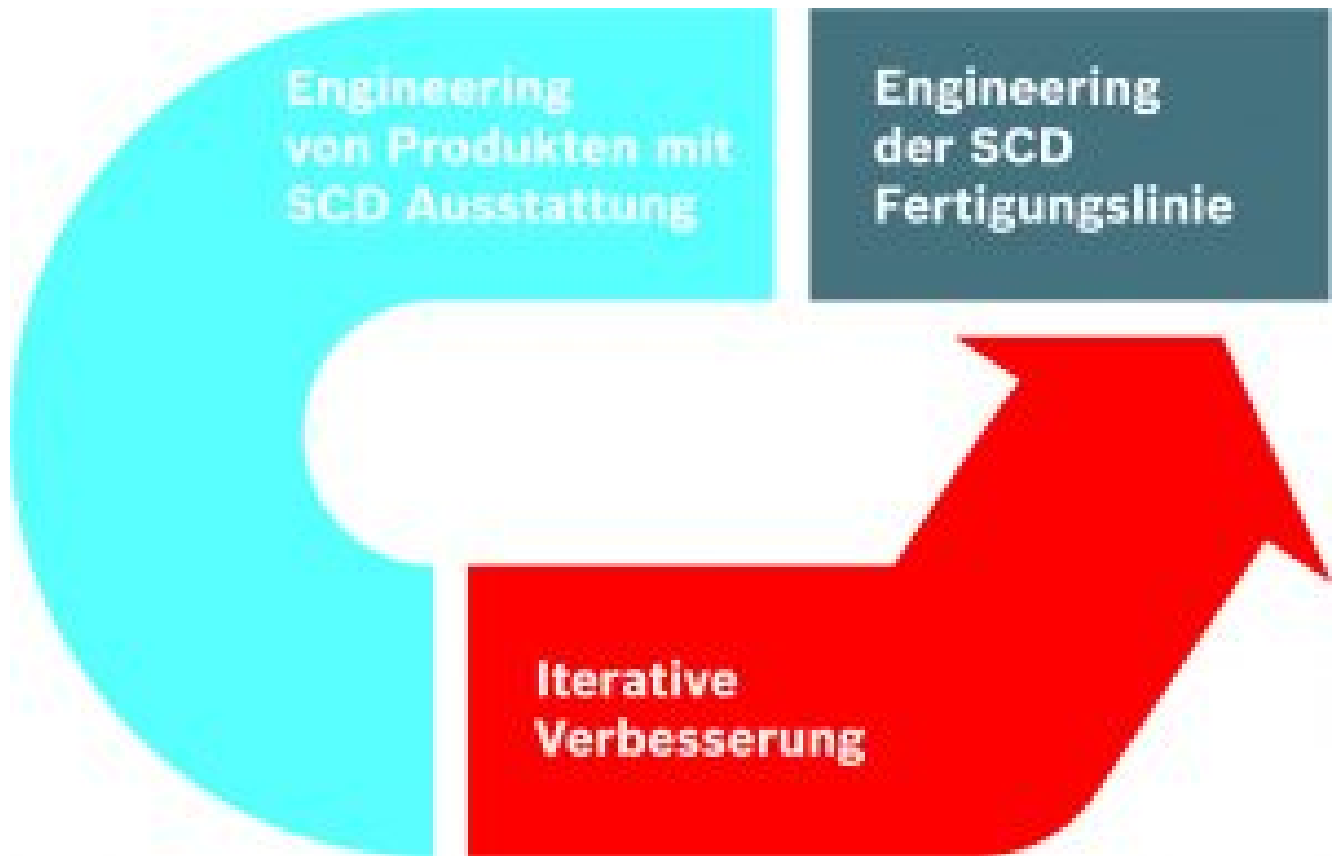 Engineering
von Produkten mit
SCD Ausstattung
Engineering
der SCD
Fertigungslinie
Iterative
Verbesserung